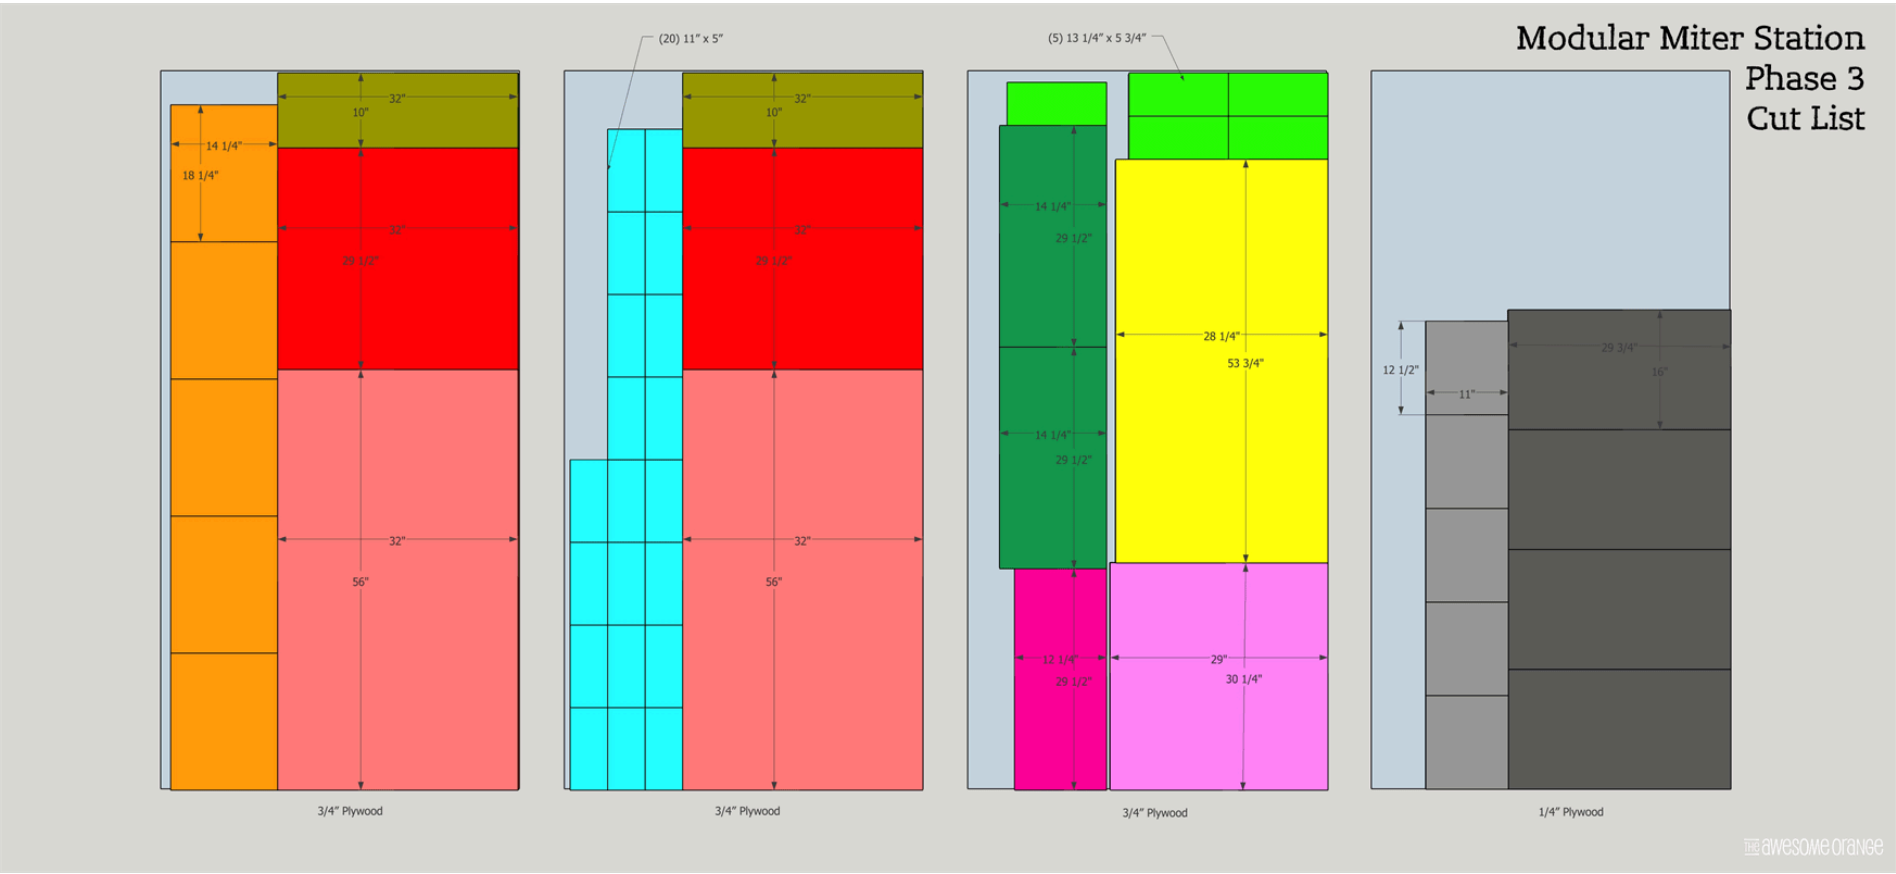 Modular Miter Station
Phase 3
Cut List
(20) 11" x 5"
(5) 13 1/4" x 5 3/4"
32"
10"
14 1/4"
18 1/4"
32"
29 1/2"
32"
56"
3/4" Plywood
32"
10"
32"
29 1/2"
32"
56"
3/4" Plywood
14 1/4"
29 1/2"
28 1/4"
53 3/4"
14 1/4"
29 1/2"
12 1/4"
29 1/2"
29"
30 1/4"
3/4" Plywood
29 3/4"
16"
12 1/2"
11"
1/4" Plywood
THE AWESOME ORANGE